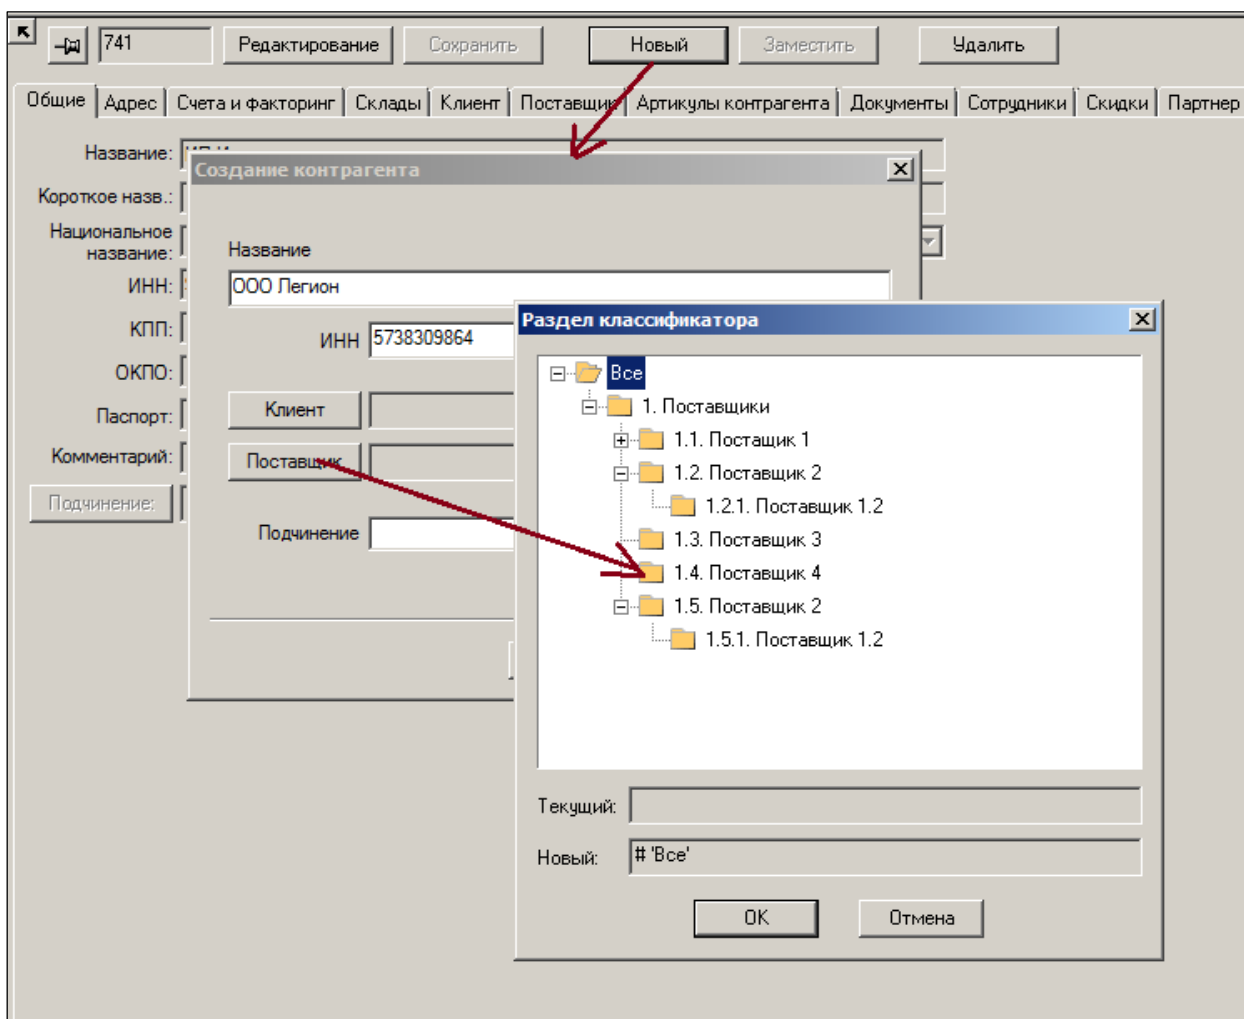 741 Редактирование Сохранить Новый Заместить Удалить
Общие Адрес Счета и факторинг Склады Клиент Поставщик Артикулы контрагента Документы Сотрудники Скидки Партнер
Название:
Короткое назв.:
Национальное
название:
ИНН:
КПП:
ОКПО:
Паспорт:
Комментарий:
Подчинение:
Создание контрагента
Название
ООО Легион
ИНН 5738309864
Клиент
Поставщик
Подчинение
Раздел классификатора
Все
1. Поставщики
1.1. Постащик 1
1.2. Поставщик 2
1.2.1. Поставщик 1.2
1.3. Поставщик 3
1.4. Поставщик 4
1.5. Поставщик 2
1.5.1. Поставщик 1.2
Текущий:
Новый: # 'Все'
ОК Отмена